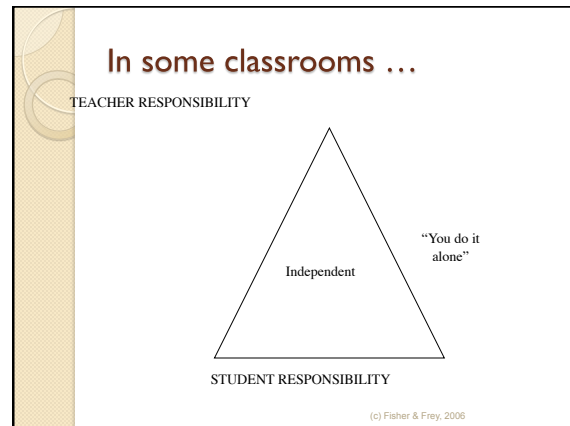 In some classrooms …
TEACHER RESPONSIBILITY
“You do it
alone”
Independent
STUDENT RESPONSIBILITY
(c) Fisher & Frey, 2006